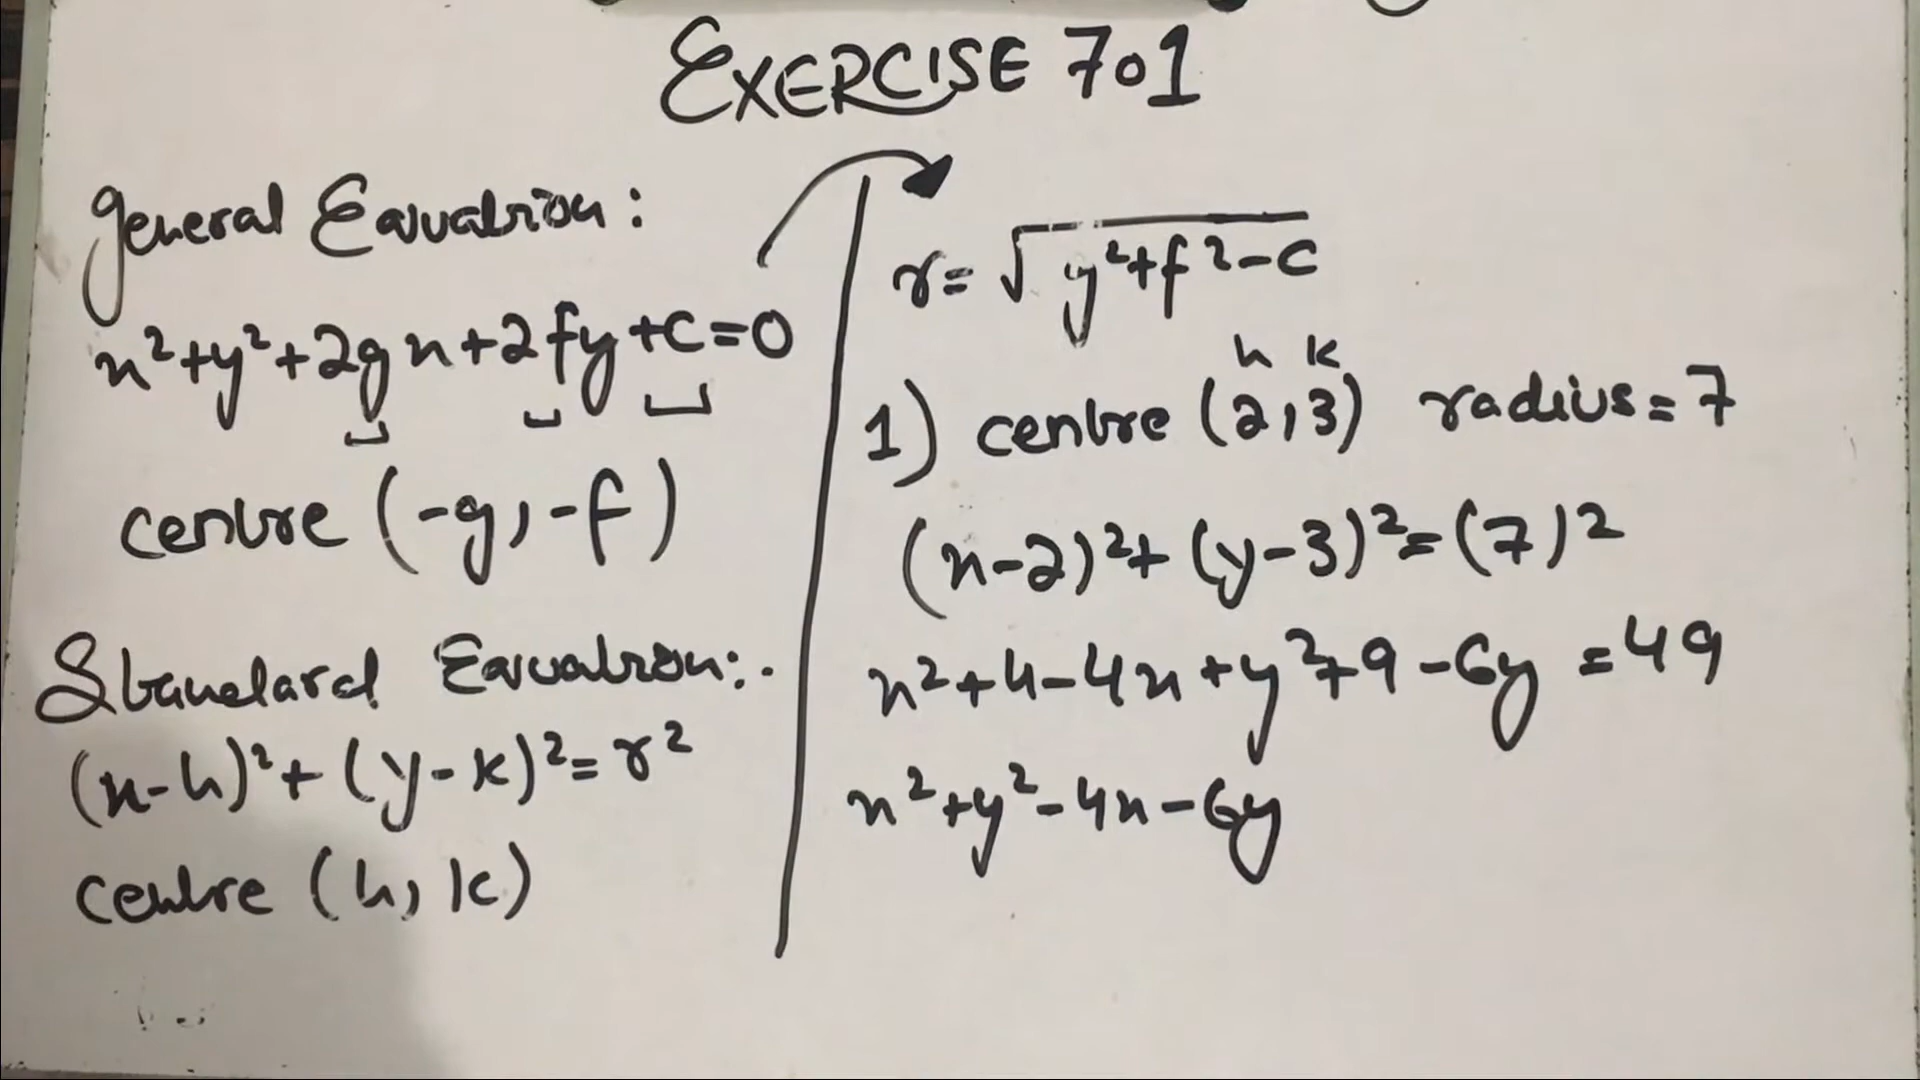 EXERCISE 701
General Equation:
x²+y²+2gx+2fy+c=0
centre (-g, -f)
Standard Equation:-
(x-h)²+(y-k)²=r²
centre (h, k)
r=√g²+f²-c
h k
1) centre (2,3) radius=7
(x-2)²+(y-3)²=(7)²
x²+4-4x+y²+9-6y=49
x²+y²-4x-6y